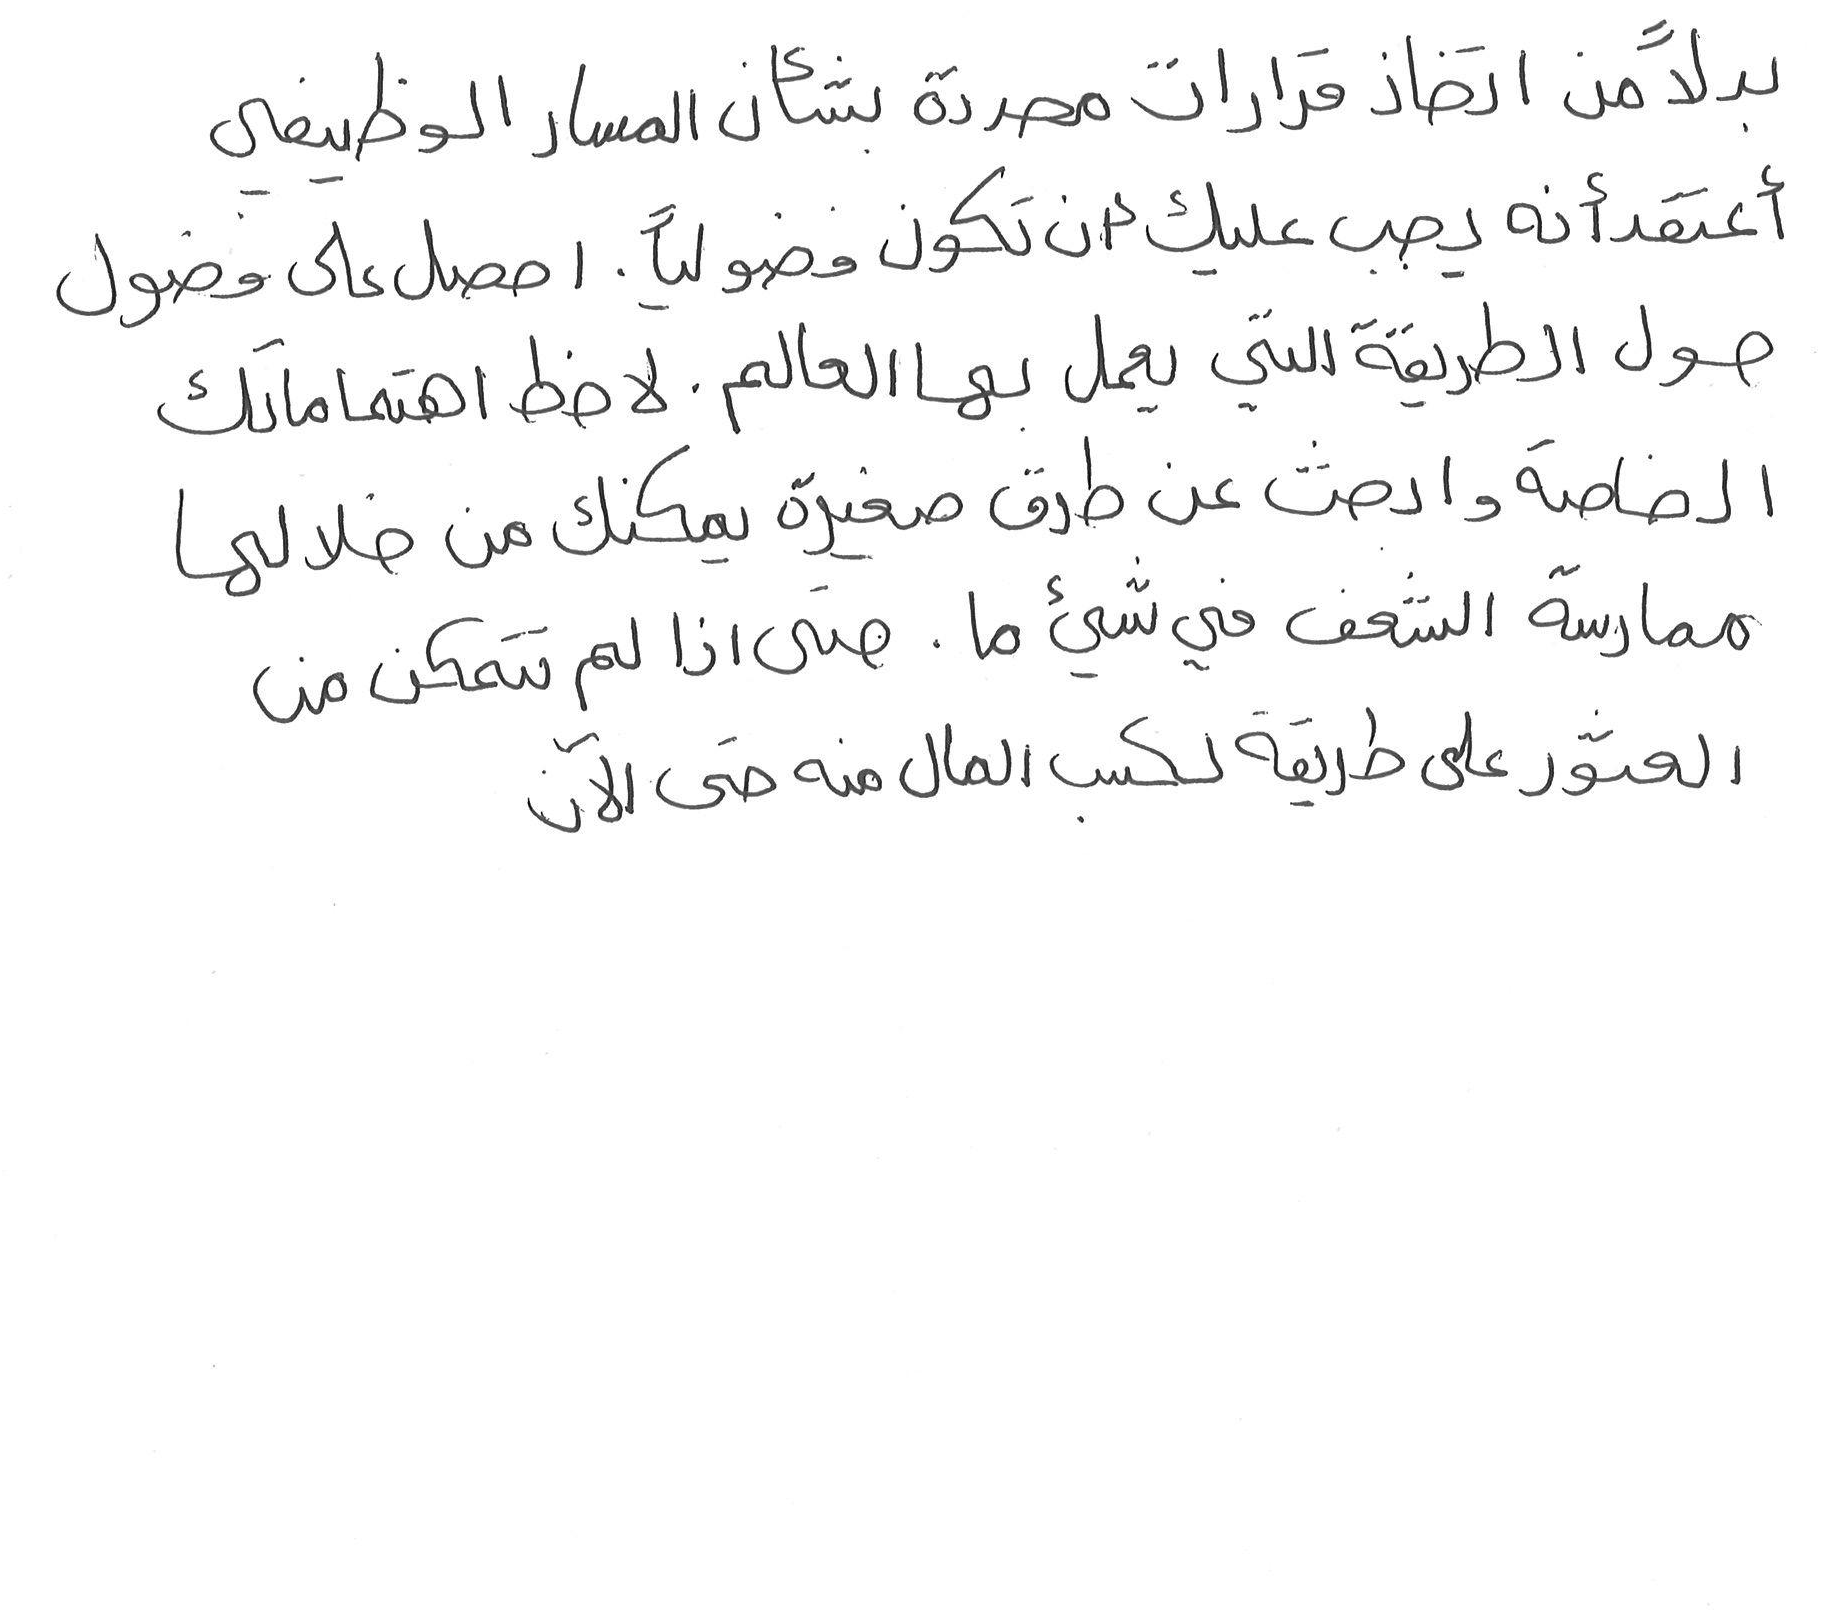 بدلاً من اتخاذ قرارات محددة بشأن المسار الوظيفي
أعتقد أنه يجب عليك أن تكون فضولياً. احصل على فضول
حول الطريقة التي يعمل بها العالم. لاحظ اهتماماتك
الخاصة وابحث عن طرق صغيرة يمكنك من خلالها
ممارسة الشغف في شيئ ما. حتى اذا لم تتمكن من
العثور على طريقة لكسب المال منه حتى الآن